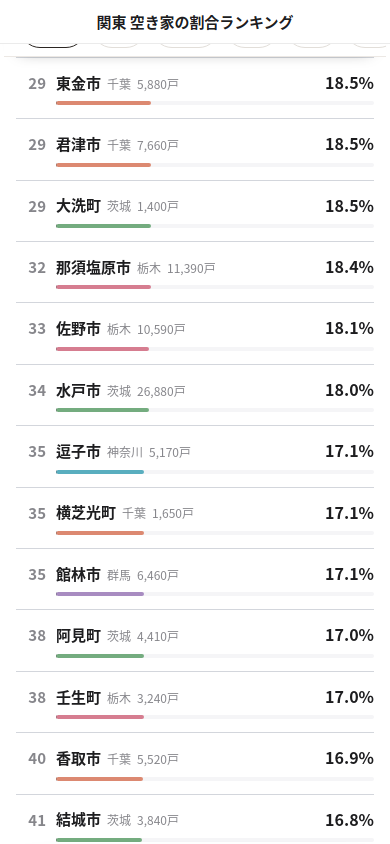 関東 空き家の割合ランキング
29 東金市 千葉 5,880戸 18.5%
29 君津市 千葉 7,660戸 18.5%
29 大洗町 茨城 1,400戸 18.5%
32 那須塩原市 栃木 11,390戸 18.4%
33 佐野市 栃木 10,590戸 18.1%
34 水戸市 茨城 26,880戸 18.0%
35 逗子市 神奈川 5,170戸 17.1%
35 横芝光町 千葉 1,650戸 17.1%
35 館林市 群馬 6,460戸 17.1%
38 阿見町 茨城 4,410戸 17.0%
38 壬生町 栃木 3,240戸 17.0%
40 香取市 千葉 5,520戸 16.9%
41 結城市 茨城 3,840戸 16.8%